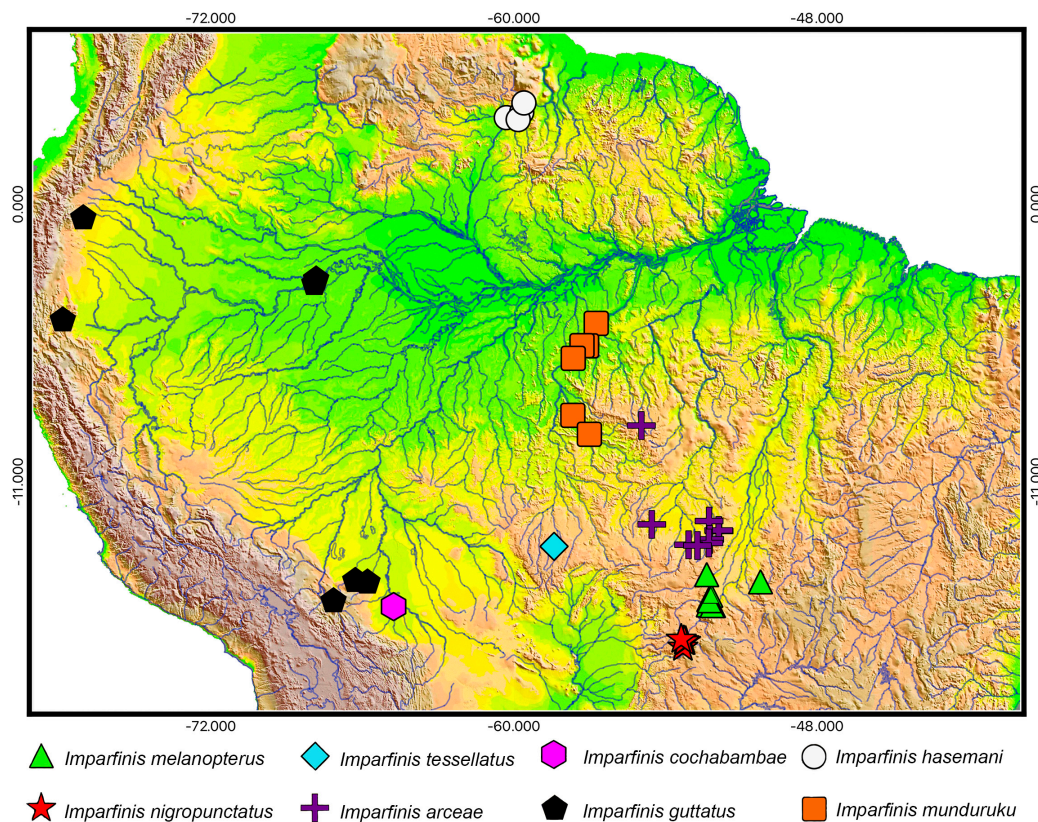 -72.000 -60.000 -48.000
0.000 0.000
-11.000 -11.000
-72.000 -60.000 -48.000
Imparfinis melanopterus Imparfinis tessellatus Imparfinis cochabambae Imparfinis hasemani
Imparfinis nigropunctatus Imparfinis arceae Imparfinis guttatus Imparfinis munduruku